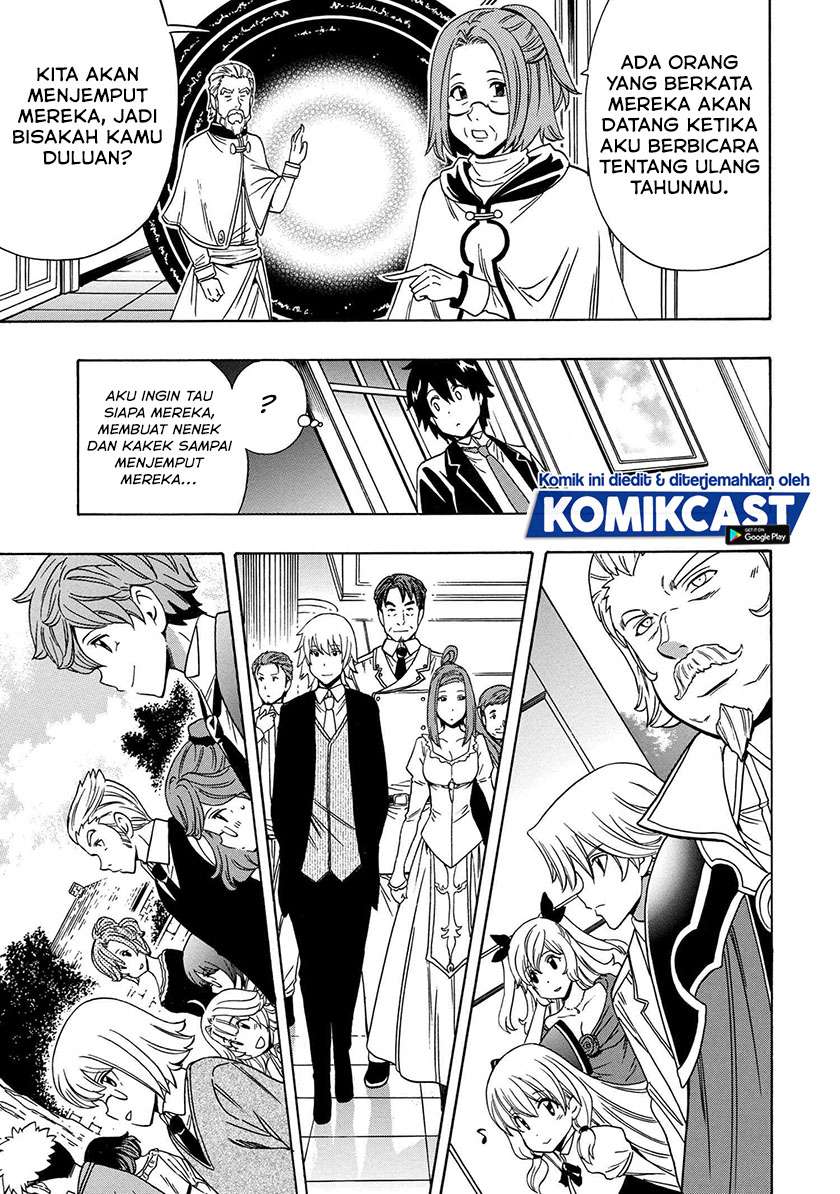 ADA ORANG
YANG BERKATA
MEREKA AKAN
DATANG KETIKA
AKU BERBICARA
TENTANG ULANG
TAHUNMU.
KITA AKAN
MENJEMPUT
MEREKA, JADI
BISAKAH KAMU
DULUAN?
?
AKU INGIN TAU
SIAPA MEREKA,
MEMBUAT NENEK
DAN KAKEK SAMPAI
MENJEMPUT
MEREKA...
Komik ini diedit & diterjemahkan oleh
KOMIKCAST
GET IT ON
Google Play